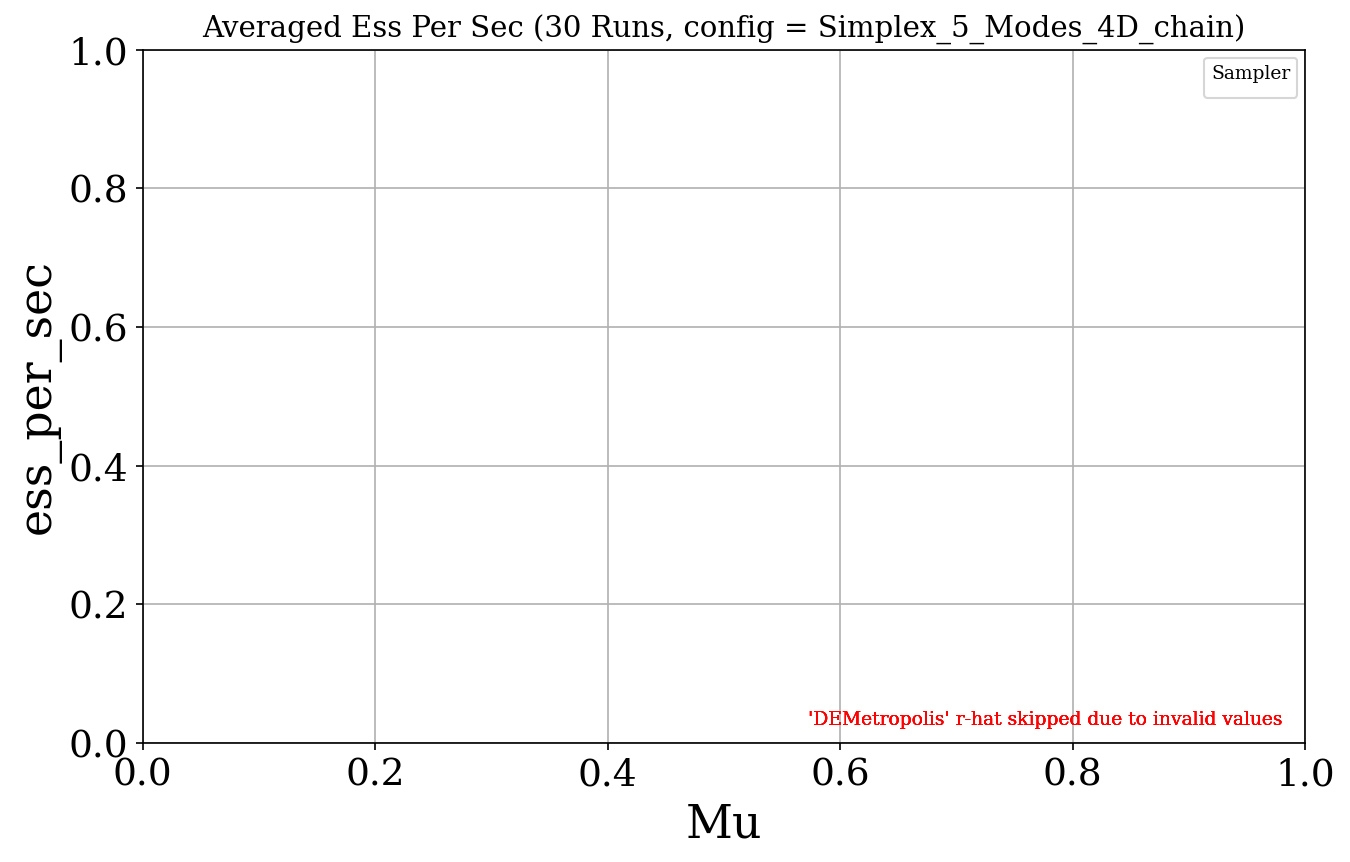 Averaged Ess Per Sec (30 Runs, config = Simplex_5_Modes_4D_chain)
1.0
Sampler
0.8
0.6
ess_per_sec
0.4
0.2
'DEMetropolis' r-hat skipped due to invalid values
0.0
0.0 0.2 0.4 0.6 0.8 1.0
Mu